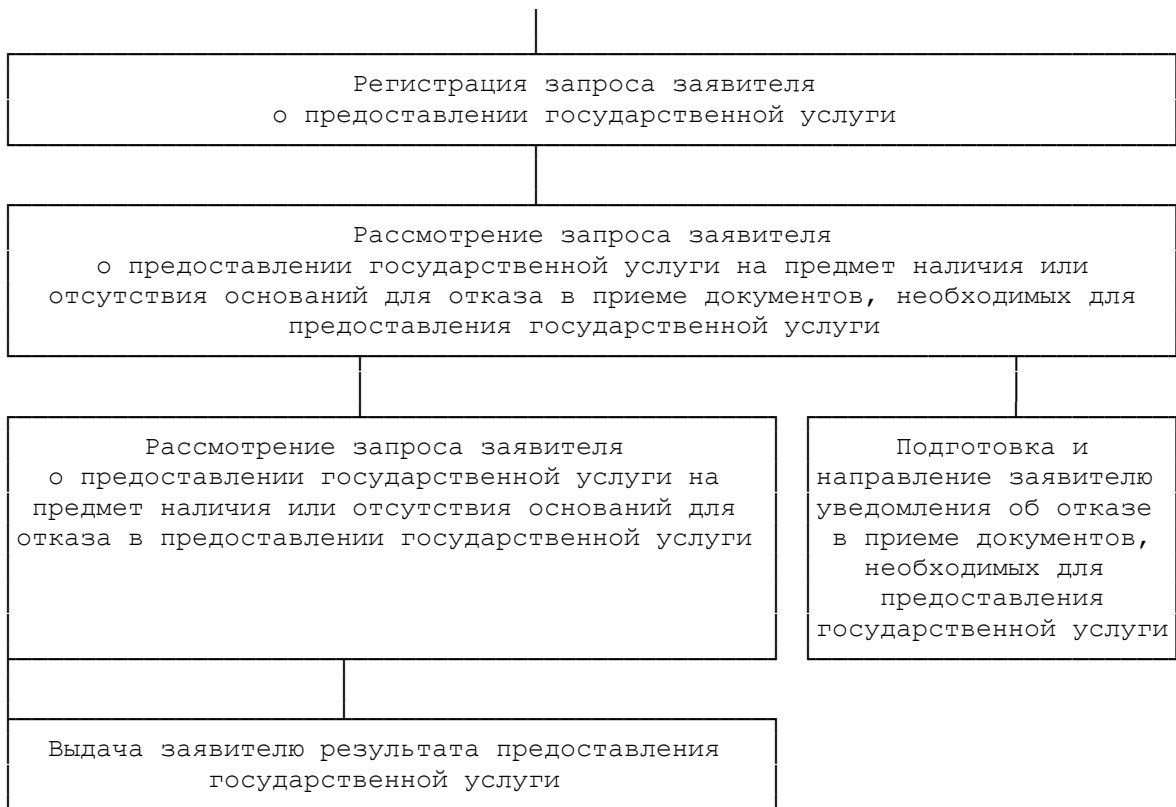 Регистрация запроса заявителя
о предоставлении государственной услуги
Рассмотрение запроса заявителя
о предоставлении государственной услуги на предмет наличия или
отсутствия оснований для отказа в приеме документов, необходимых для
предоставления государственной услуги
Рассмотрение запроса заявителя
о предоставлении государственной услуги на
предмет наличия или отсутствия оснований для
отказа в предоставлении государственной услуги
Подготовка и
направление заявителю
уведомления об отказе
в приеме документов,
необходимых для
предоставления
государственной услуги
Выдача заявителю результата предоставления
государственной услуги